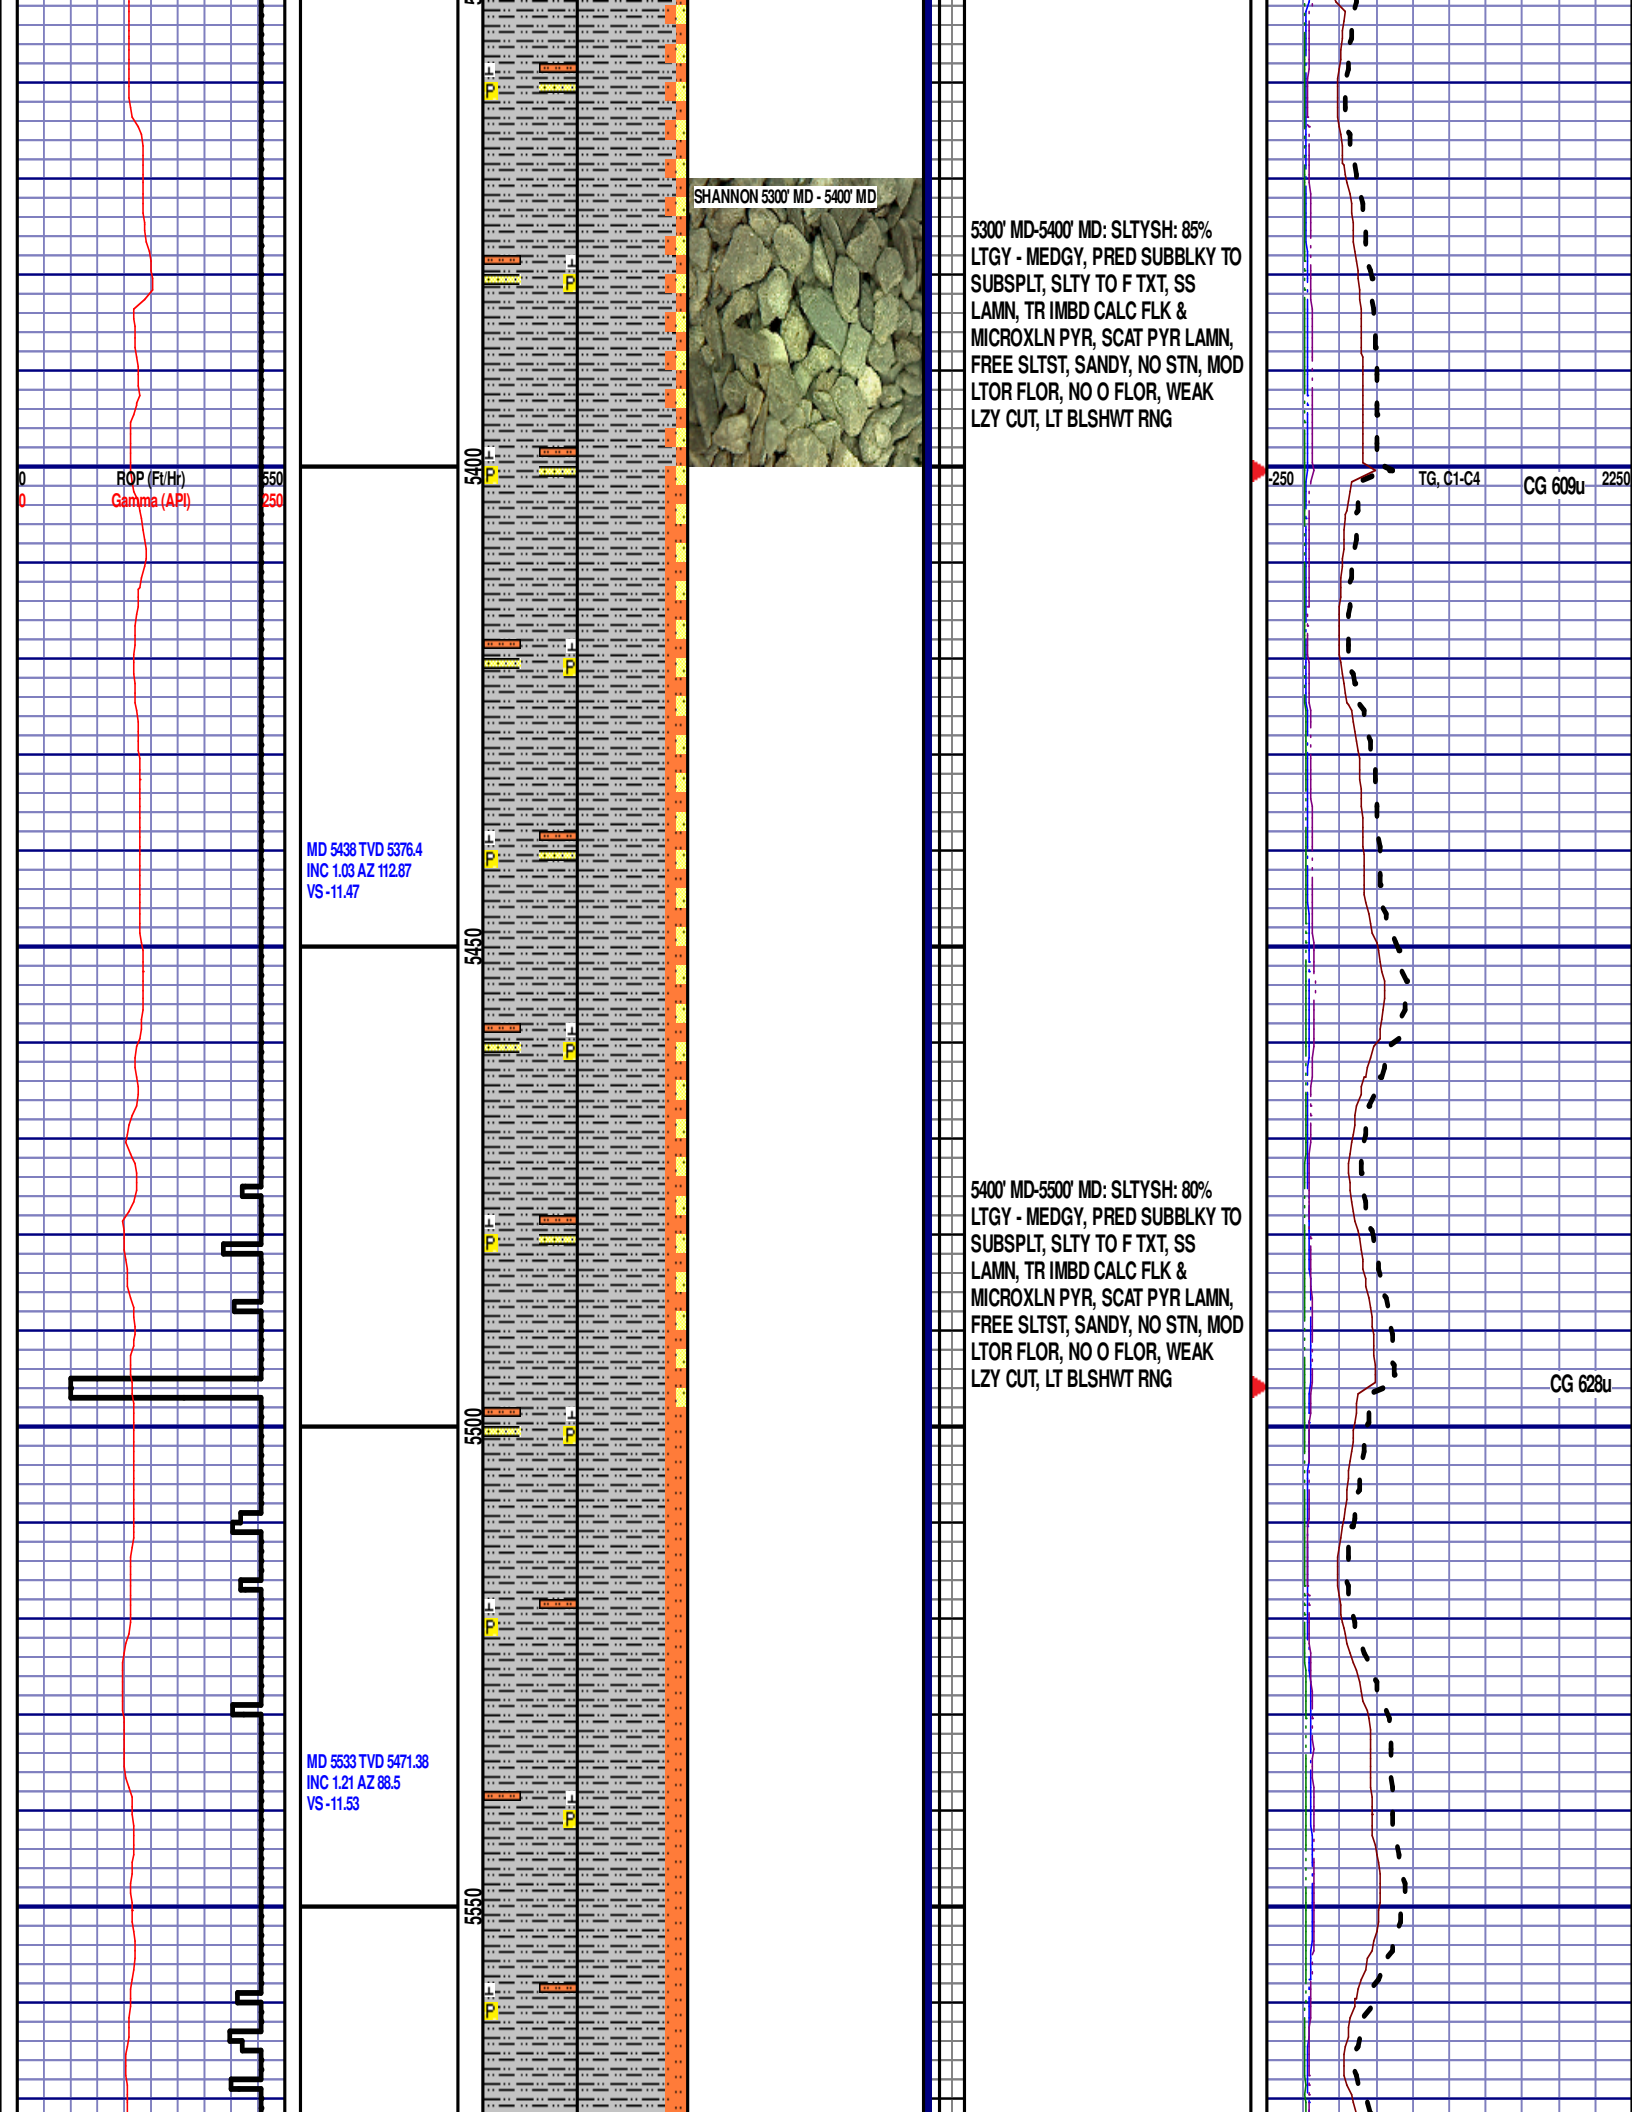 SHANNON 5300' MD - 5400' MD
5300' MD-5400' MD: SLTYSH: 85%
LTGY - MEDGY, PRED SUBBLKY TO
SUBSPLT, SLTY TO F TXT, SS
LAMN, TR IMBD CALC FLK &
MICROXLN PYR, SCAT PYR LAMN,
FREE SLTST, SANDY, NO STN, MOD
LTOR FLOR, NO O FLOR, WEAK
LZY CUT, LT BLSHWT RNG
0 ROP (Ft/Hr) 550
0 Gamma (API) 250
5400
-250 TG, C1-C4 2250
CG 609u
MD 5438 TVD 5376.4
INC 1.03 AZ 112.87
VS -11.47
5450
5400' MD-5500' MD: SLTYSH: 80%
LTGY - MEDGY, PRED SUBBLKY TO
SUBSPLT, SLTY TO F TXT, SS
LAMN, TR IMBD CALC FLK &
MICROXLN PYR, SCAT PYR LAMN,
FREE SLTST, SANDY, NO STN, MOD
LTOR FLOR, NO O FLOR, WEAK
LZY CUT, LT BLSHWT RNG
CG 628u
5500
MD 5533 TVD 5471.38
INC 1.21 AZ 88.5
VS -11.53
5550
P
P
P
P
P
P
P
P
P
P
P